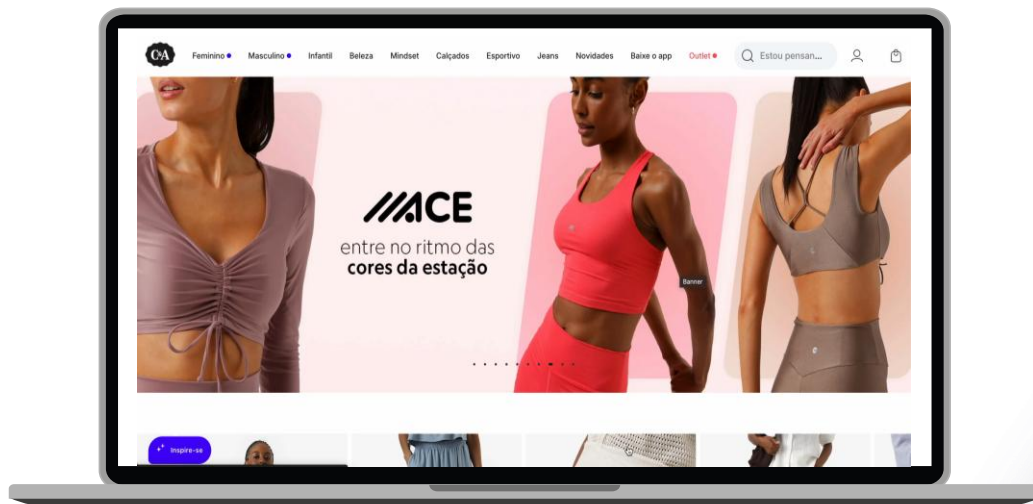 C&A
Feminino
Masculino
Infantil
Beleza
Mindset
Calçados
Esportivo
Jeans
Novidades
Baixe o app
Outlet
Estou pensan...
ACE
entre no ritmo das
cores da estação
Banner
Inspire-se